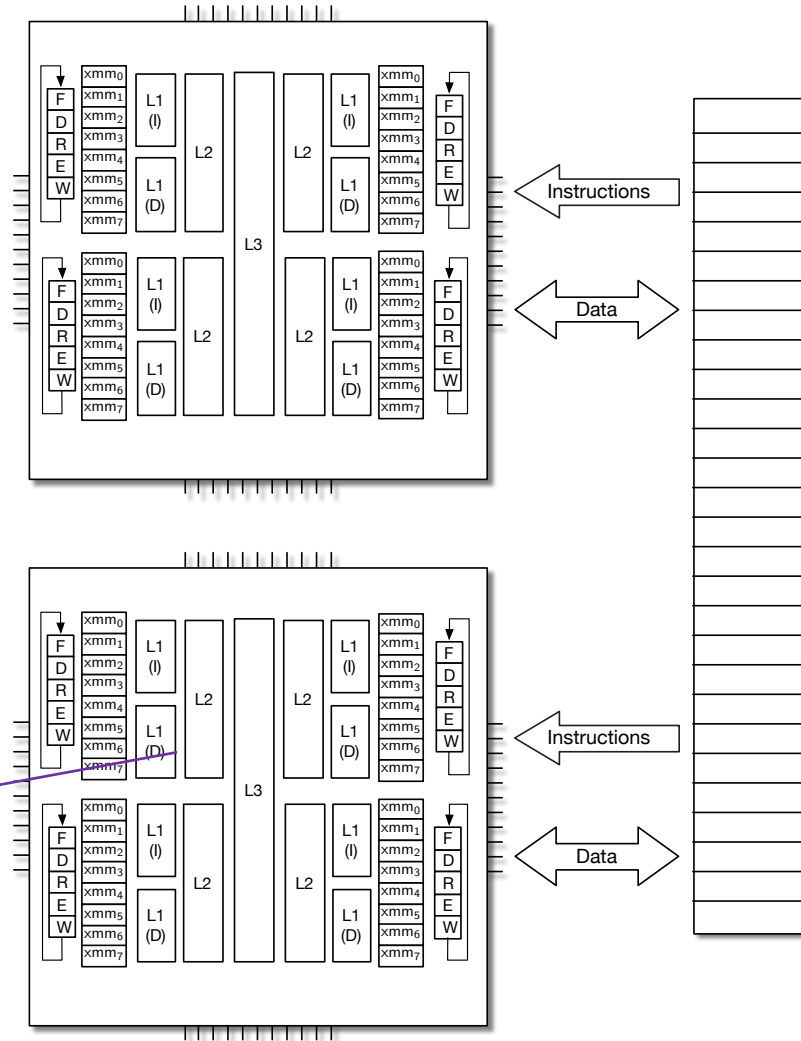 xmm₀
xmm₁
xmm₂
xmm₃
xmm₄
xmm₅
xmm₆
xmm₇
F
D
R
E
W
L1
(I)
L1
(D)
L2
L3
L2
L1
(I)
L1
(D)
xmm₀
xmm₁
xmm₂
xmm₃
xmm₄
xmm₅
xmm₆
xmm₇
F
D
R
E
W
F
D
R
E
W
xmm₀
xmm₁
xmm₂
xmm₃
xmm₄
xmm₅
xmm₆
xmm₇
L1
(I)
L1
(D)
L2
L2
L1
(I)
L1
(D)
xmm₀
xmm₁
xmm₂
xmm₃
xmm₄
xmm₅
xmm₆
xmm₇
F
D
R
E
W
Instructions
Data
F
D
R
E
W
xmm₀
xmm₁
xmm₂
xmm₃
xmm₄
xmm₅
xmm₆
xmm₇
L1
(I)
L1
(D)
L2
L3
L2
L1
(I)
L1
(D)
xmm₀
xmm₁
xmm₂
xmm₃
xmm₄
xmm₅
xmm₆
xmm₇
F
D
R
E
W
F
D
R
E
W
xmm₀
xmm₁
xmm₂
xmm₃
xmm₄
xmm₅
xmm₆
xmm₇
L1
(I)
L1
(D)
L2
L2
L1
(I)
L1
(D)
xmm₀
xmm₁
xmm₂
xmm₃
xmm₄
xmm₅
xmm₆
xmm₇
F
D
R
E
W
Instructions
Data